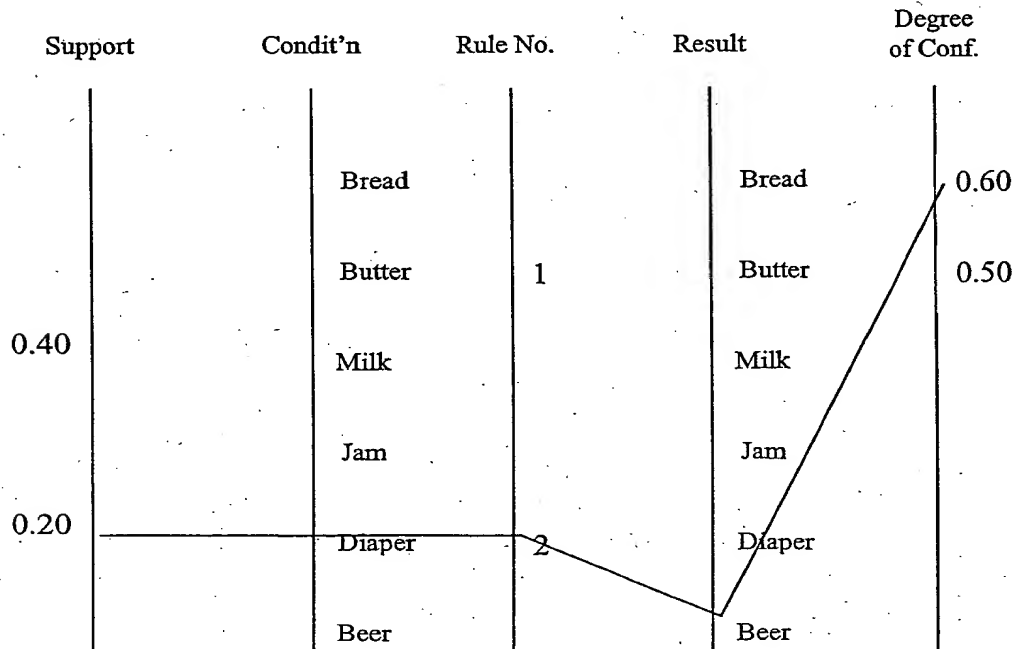 Degree
Support Condit'n Rule No. Result of Conf.
Bread Bread 0.60
Butter 1 Butter 0.50
0.40
Milk Milk
Jam Jam
0.20
Diaper 2 Diaper
Beer Beer